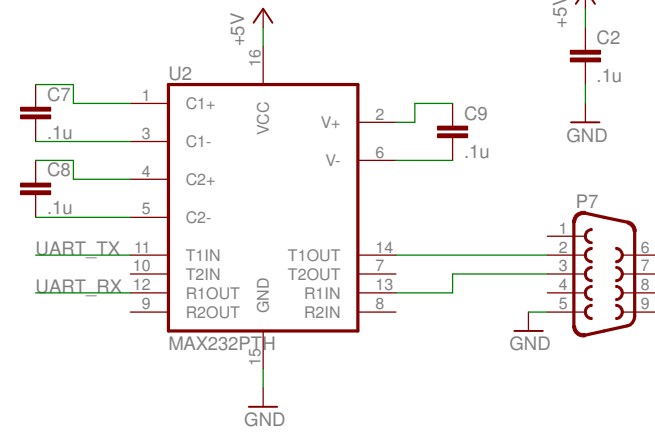 +5V
+5V
C2
.1u
GND
16
U2
C7
.1u
C8
.1u
1
C1+
3
C1-
4
C2+
5
C2-
VCC
V+
2
V-
6
C9
.1u
UART_TX
11
T1IN
T1OUT
14
10
T2IN
T2OUT
7
UART_RX
12
R1OUT
R1IN
13
9
R2OUT
R2IN
8
GND
MAX232PTH
15
GND
P7
1
2
3
4
5
6
7
8
9
GND